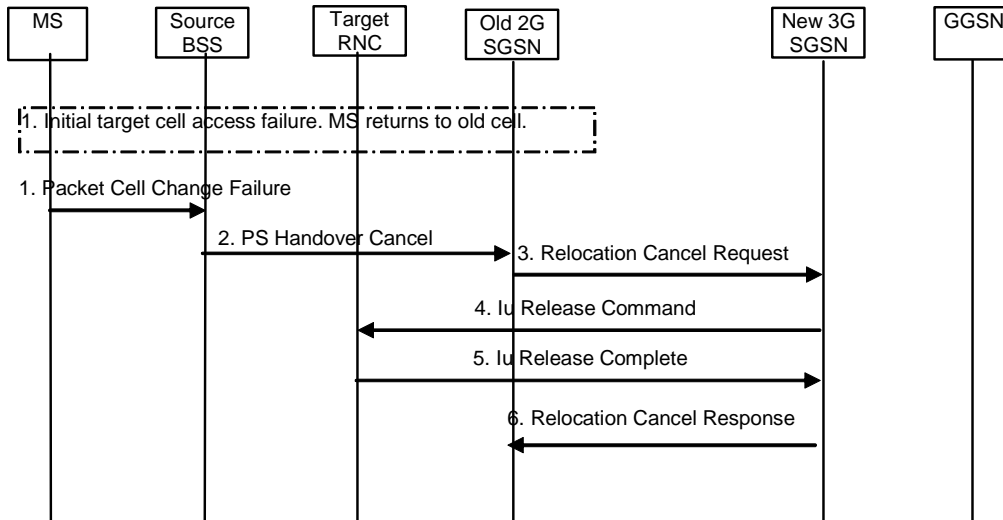 MS
Source
BSS
Target
RNC
Old 2G
SGSN
New 3G
SGSN
GGSN
1. Initial target cell access failure. MS returns to old cell.
1. Packet Cell Change Failure
2. PS Handover Cancel
3. Relocation Cancel Request
4. Iu Release Command
5. Iu Release Complete
6. Relocation Cancel Response